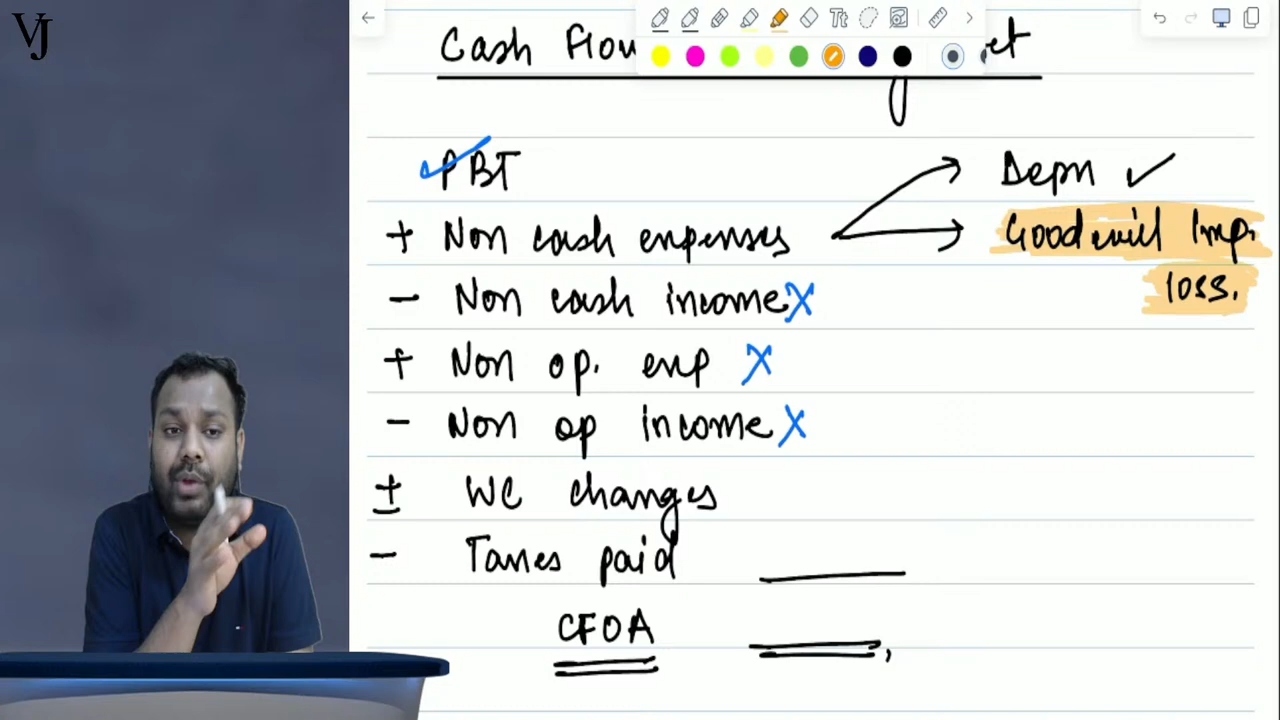 VJ
Cash Flow
✓ PBT
+ Non cash expenses → Depn ✓
→ Goodwill Imp. loss.
- Non cash income X
+ Non op. exp X
- Non op income X
± WC changes
- Taxes paid
CFOA
Tt